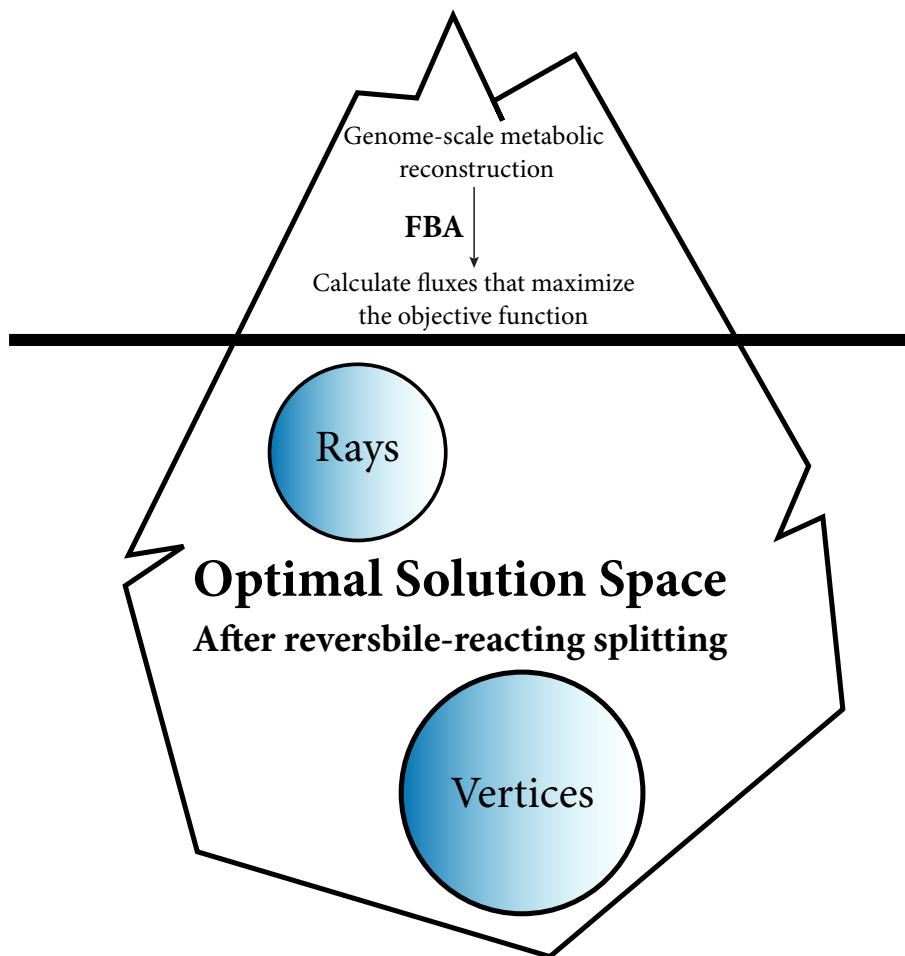 Genome-scale metabolic
reconstruction
FBA
Calculate fluxes that maximize
the objective function
Rays
Optimal Solution Space
After reversbile-reacting splitting
Vertices